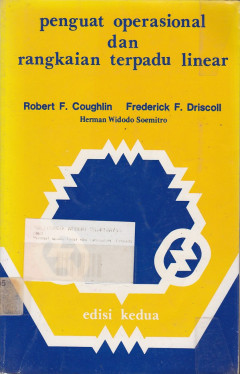 penguat operasional
dan
rangkaian terpadu linear
Robert F. Coughlin Frederick F. Driscoll
Herman Widodo Soemitro
edisi kedua